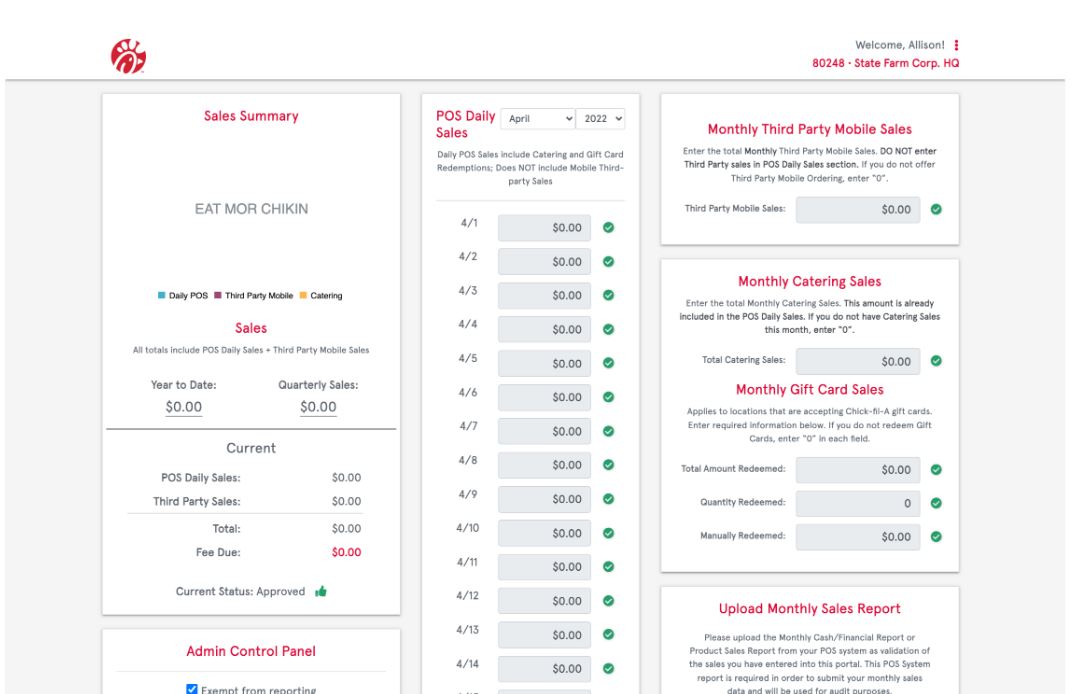 Welcome, Allison!
80248 · State Farm Corp. HQ
Sales Summary
EAT MOR CHIKIN
Daily POS
Third Party Mobile
Catering
Sales
All totals include POS Daily Sales + Third Party Mobile Sales
Year to Date:
Quarterly Sales:
$0.00
$0.00
Current
POS Daily Sales: $0.00
Third Party Sales: $0.00
Total: $0.00
Fee Due: $0.00
Current Status: Approved
Admin Control Panel
Exempt from reporting
POS Daily
Sales
April
2022
Daily POS Sales include Catering and Gift Card
Redemptions; Does NOT include Mobile Third-
party Sales
4/1 $0.00
4/2 $0.00
4/3 $0.00
4/4 $0.00
4/5 $0.00
4/6 $0.00
4/7 $0.00
4/8 $0.00
4/9 $0.00
4/10 $0.00
4/11 $0.00
4/12 $0.00
4/13 $0.00
4/14 $0.00
Monthly Third Party Mobile Sales
Enter the total Monthly Third Party Mobile Sales. DO NOT enter
Third Party sales in POS Daily Sales section. If you do not offer
Third Party Mobile Ordering, enter "0".
Third Party Mobile Sales: $0.00
Monthly Catering Sales
Enter the total Monthly Catering Sales. This amount is already
included in the POS Daily Sales. If you do not have Catering Sales
this month, enter "0".
Total Catering Sales: $0.00
Monthly Gift Card Sales
Applies to locations that are accepting Chick-fil-A gift cards.
Enter required information below. If you do not redeem Gift
Cards, enter "0" in each field.
Total Amount Redeemed: $0.00
Quantity Redeemed: 0
Manually Redeemed: $0.00
Upload Monthly Sales Report
Please upload the Monthly Cash/Financial Report or
Product Sales Report from your POS system as validation of
the sales you have entered into this portal. This POS System
report is required in order to submit your monthly sales
data and will be used for audit purposes.